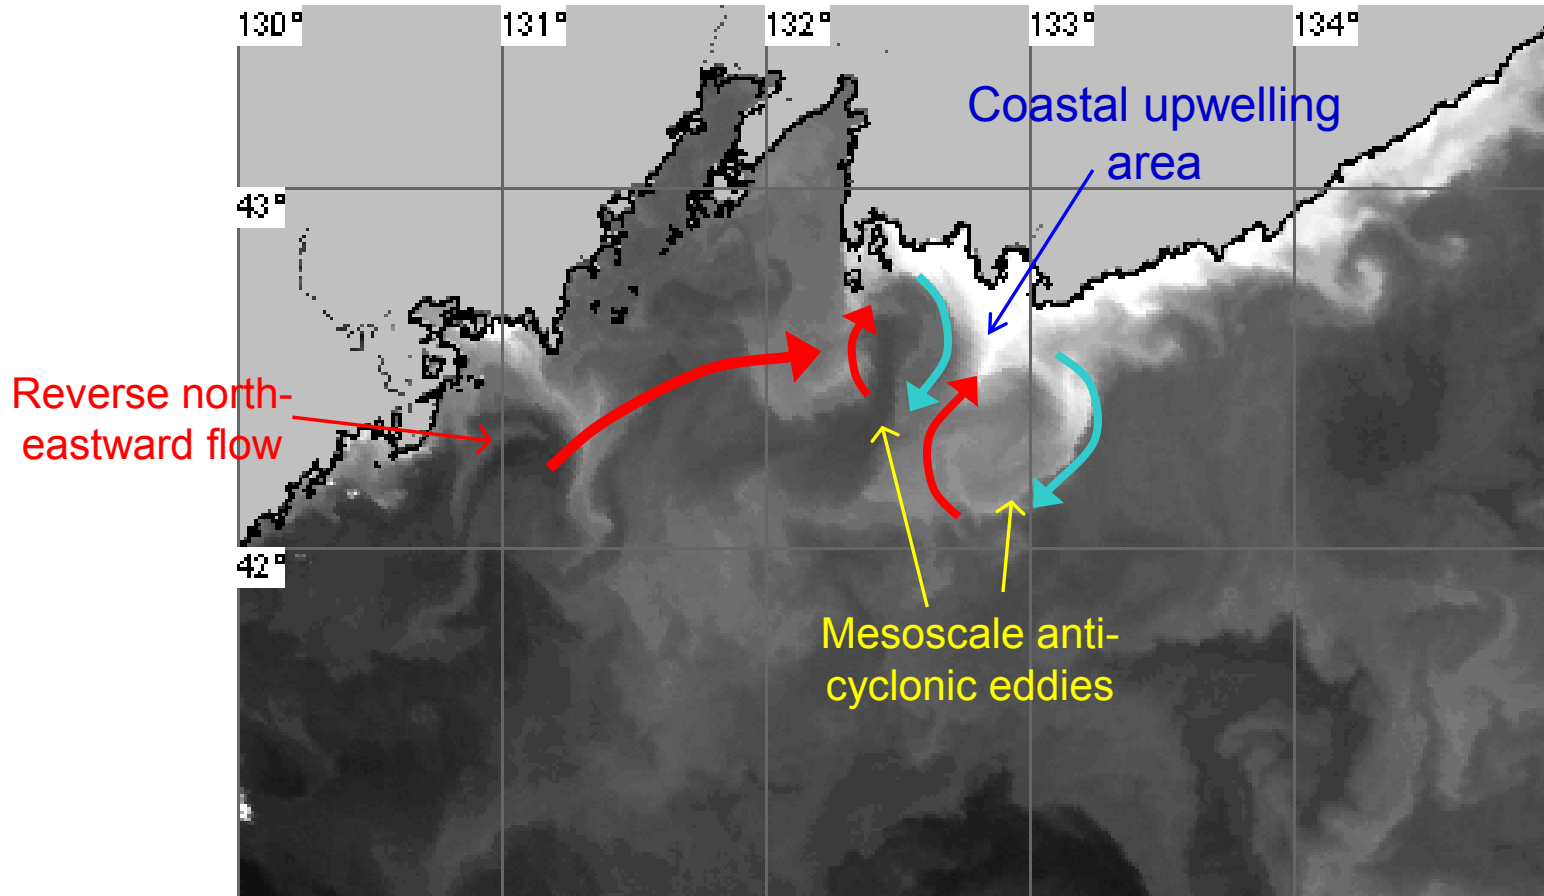 130° 131° 132° 133° 134°
Coastal upwelling
area
43°
Reverse north-
eastward flow
42°
Mesoscale anti-
cyclonic eddies